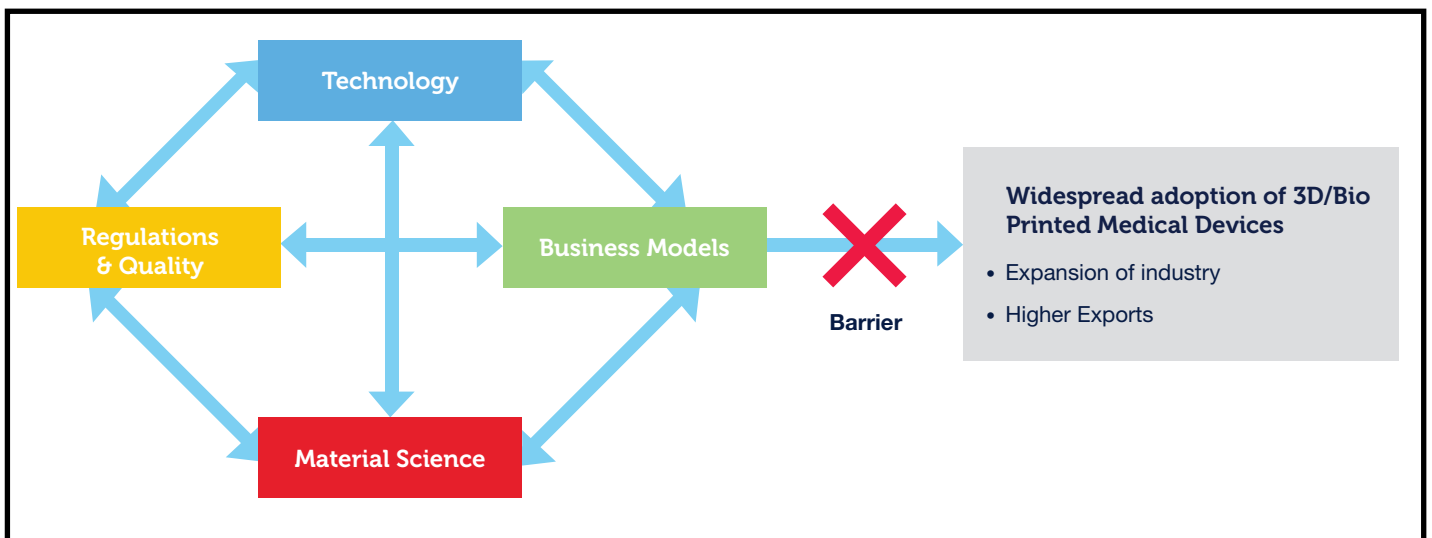 Technology
Regulations
& Quality
Business Models
Material Science
Barrier
Widespread adoption of 3D/Bio
Printed Medical Devices
• Expansion of industry
• Higher Exports